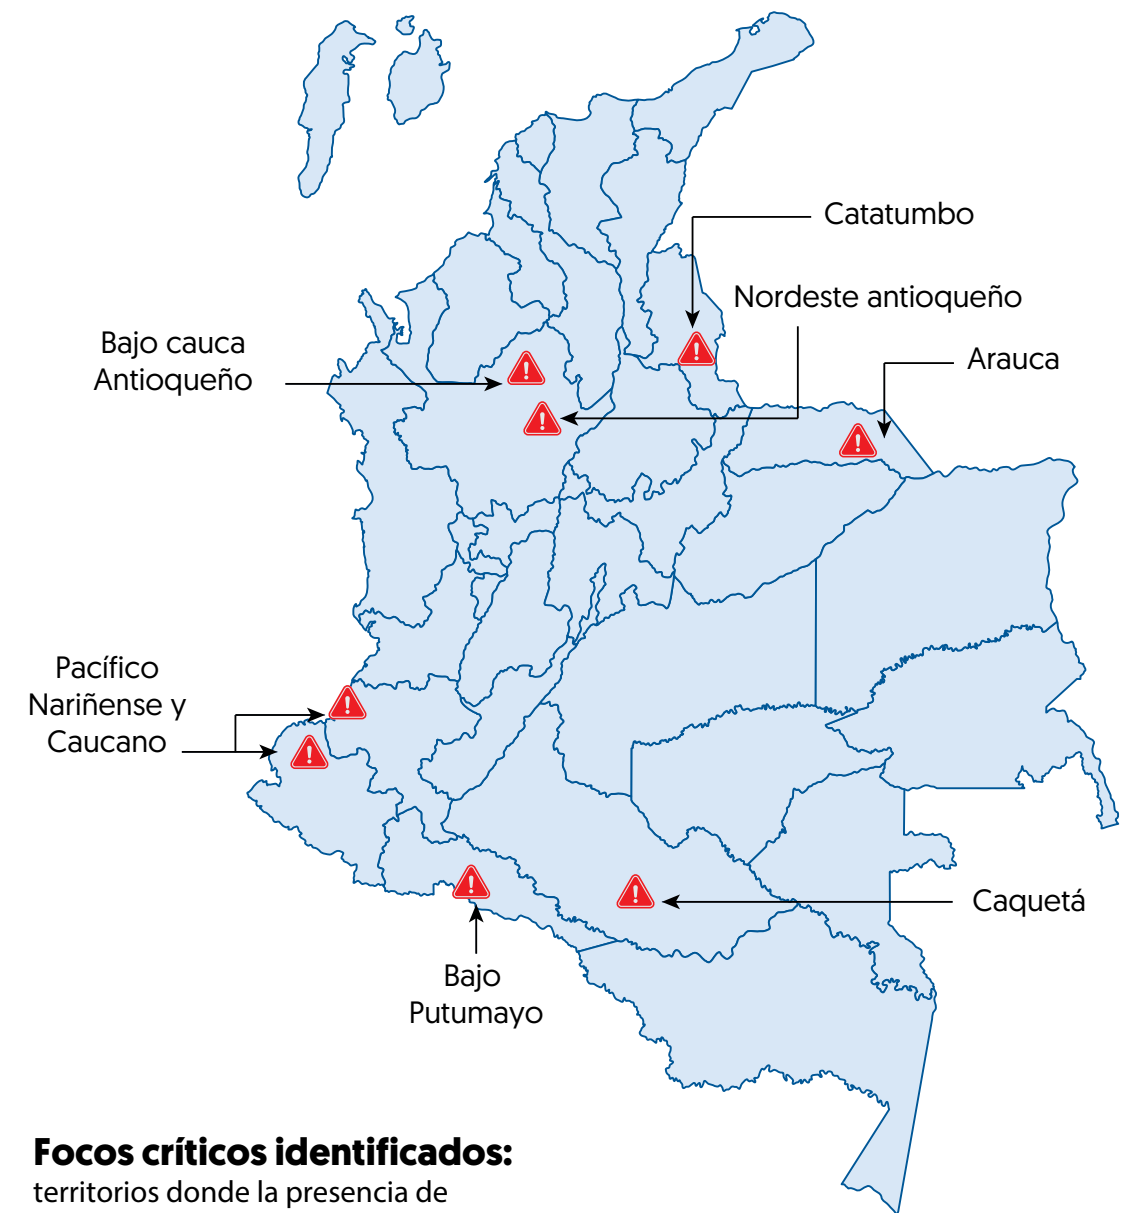 Catatumbo
Nordeste antioqueño
Bajo cauca
Antioqueño
Arauca
Pacífico
Nariñense y
Caucano
Caquetá
Bajo
Putumayo
Focos críticos identificados:
territorios donde la presencia de